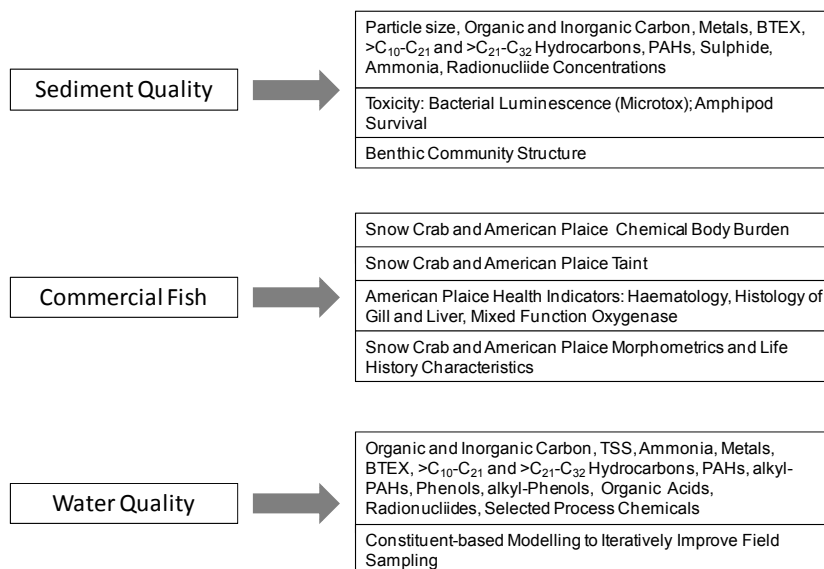 Particle size, Organic and Inorganic Carbon, Metals, BTEX,
>C10-C21 and >C21-C32 Hydrocarbons, PAHs, Sulphide,
Ammonia, Radionucliide Concentrations
Sediment Quality
Toxicity: Bacterial Luminescence (Microtox); Amphipod
Survival
Benthic Community Structure
Snow Crab and American Plaice Chemical Body Burden
Snow Crab and American Plaice Taint
Commercial Fish
American Plaice Health Indicators: Haematology, Histology of
Gill and Liver, Mixed Function Oxygenase
Snow Crab and American Plaice Morphometrics and Life
History Characteristics
Organic and Inorganic Carbon, TSS, Ammonia, Metals,
BTEX, >C10-C21 and >C21-C32 Hydrocarbons, PAHs, alkyl-
PAHs, Phenols, alkyl-Phenols, Organic Acids,
Radionucliides, Selected Process Chemicals
Water Quality
Constituent-based Modelling to Iteratively Improve Field
Sampling